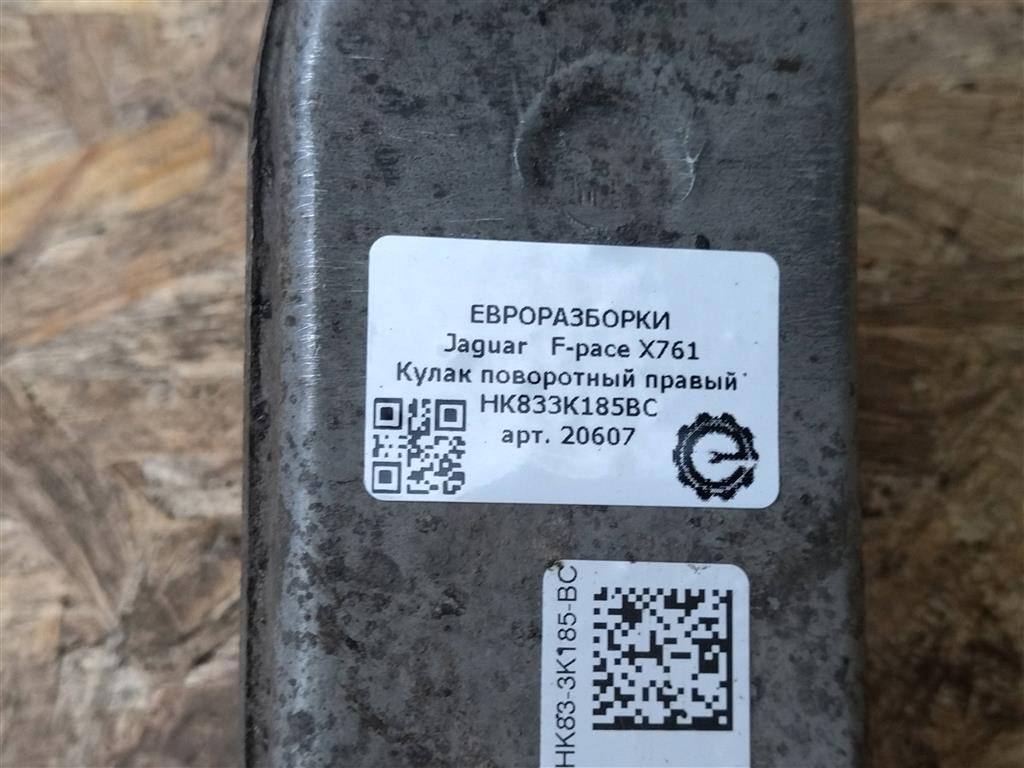 ЕВРОРАЗБОРКИ
Jaguar F-pace X761
Кулак поворотный правый
HK833K185BC
арт. 20607
HK83-3K185-BC